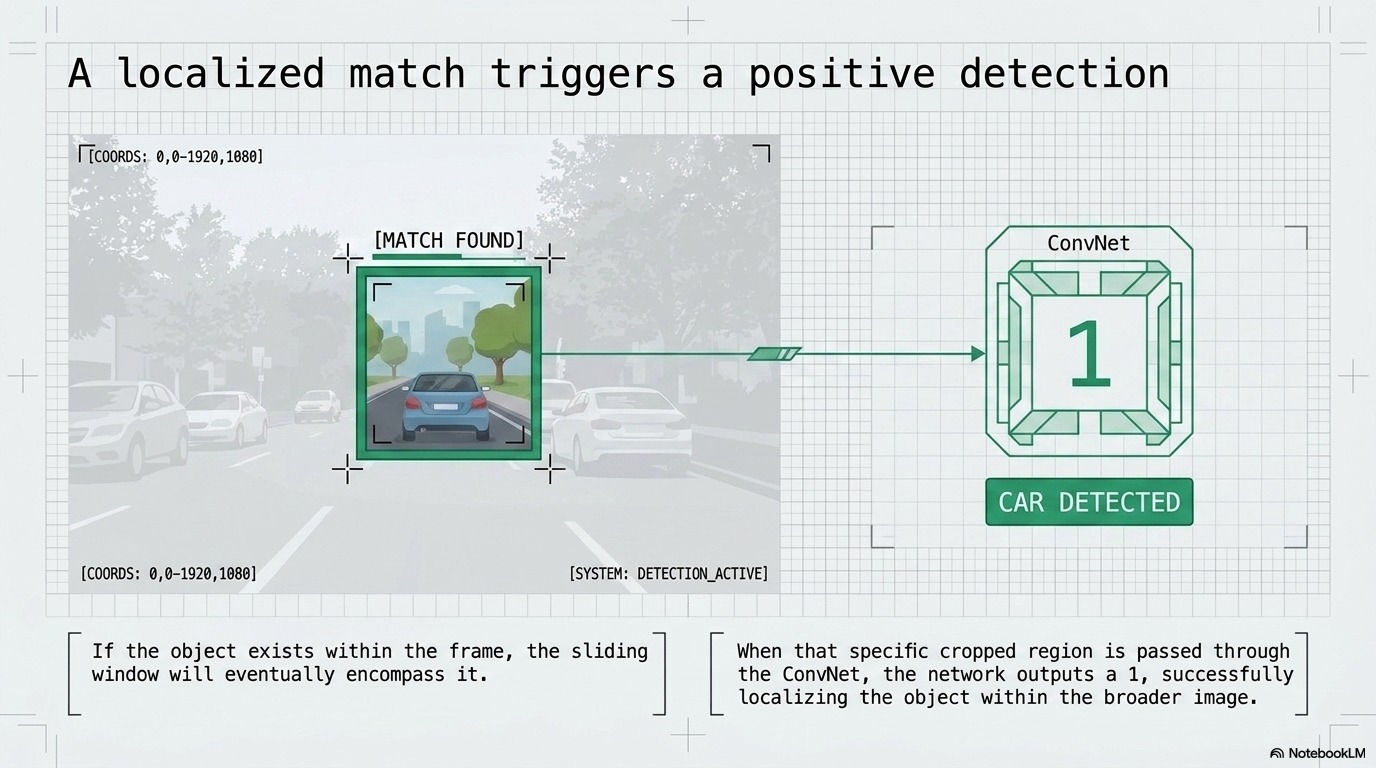 A localized match triggers a positive detection
[COORDS: 0,0–1920,1080]
[MATCH FOUND]
ConvNet
1
CAR DETECTED
[COORDS: 0,0–1920,1080]
[SYSTEM: DETECTION_ACTIVE]
If the object exists within the frame, the sliding
window will eventually encompass it.
When that specific cropped region is passed through
the ConvNet, the network outputs a 1, successfully
localizing the object within the broader image.
NotebookLM